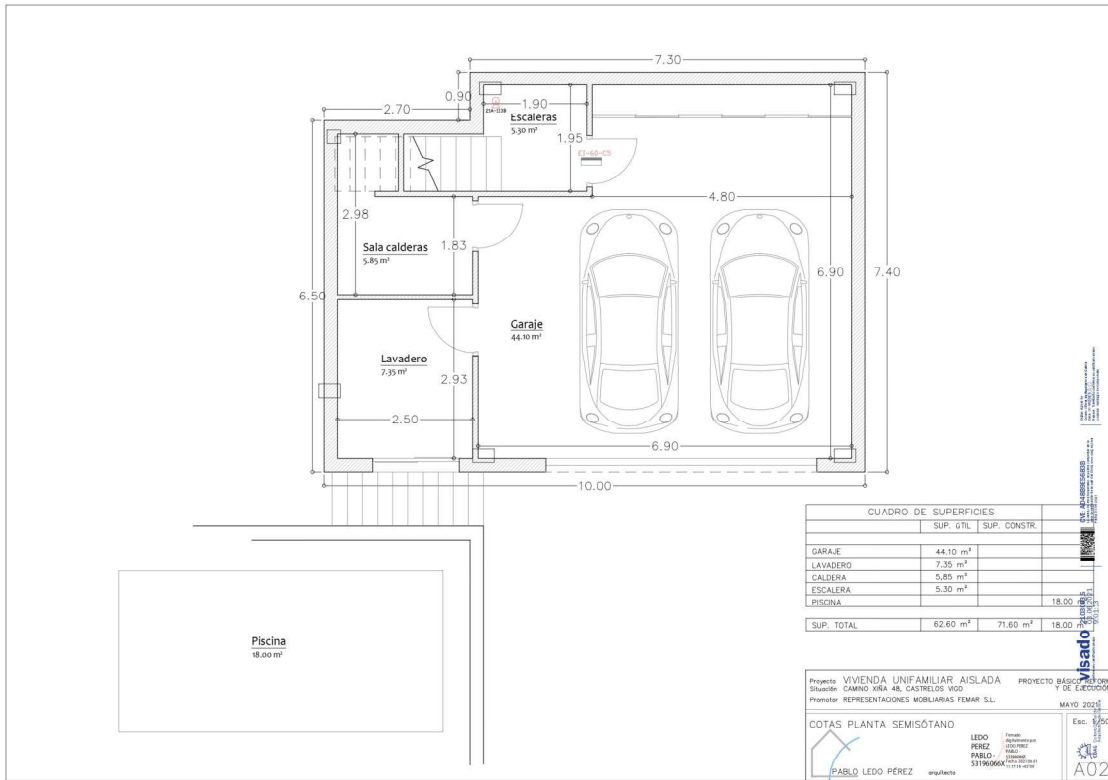 7.30
0.90
2.70
1.90
Escaleras
5.30 m²
1.95
EI-60-C5
4.80
2.98
Sala calderas
5.85 m²
1.83
6.90
7.40
6.50
Garaje
44.10 m²
Lavadero
7.35 m²
2.93
2.50
6.90
10.00
Piscina
18.00 m²
CUADRO DE SUPERFICIES
SUP. ÚTIL SUP. CONSTR.
GARAJE 44.10 m²
LAVADERO 7.35 m²
CALDERA 5,85 m²
ESCALERA 5.30 m²
PISCINA 18.00
SUP. TOTAL 62.60 m² 71.60 m² 18.00
visado
Proyecto VIVIENDA UNIFAMILIAR AISLADA PROYECTO BÁSICO
Situación CAMINO XIÑA 48, CASTRELOS VIGO Y DE EJECUCIÓN
Promotor REPRESENTACIONES MOBILIARIAS FEMAR S.L.
MAYO 2021
COTAS PLANTA SEMISÓTANO Esc.
LEDO
PEREZ
PABLO -
53196066X
PABLO LEDO PÉREZ arquitecto
A02